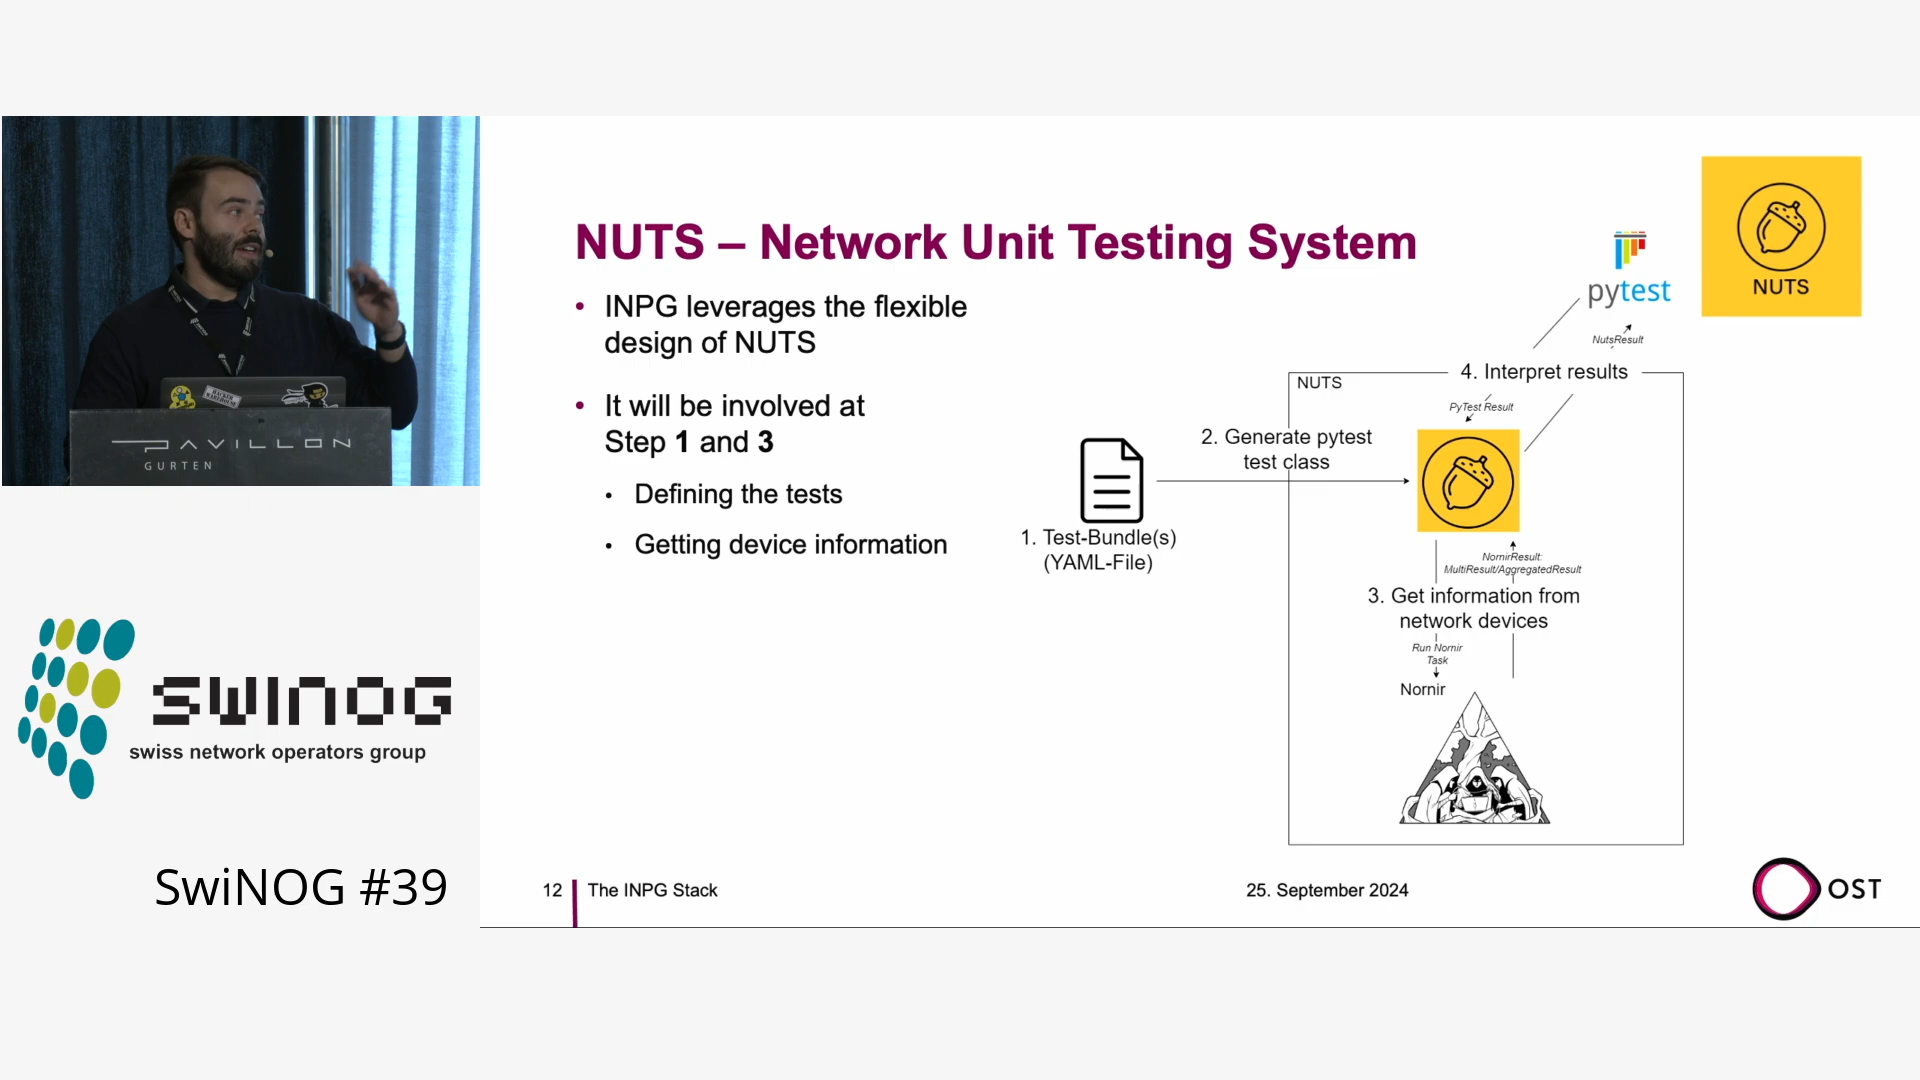 NUTS – Network Unit Testing System
• INPG leverages the flexible
design of NUTS
• It will be involved at
Step 1 and 3
• Defining the tests
• Getting device information
pytest
NUTS
NutsResult
4. Interpret results
NUTS
PyTest Result
2. Generate pytest
test class
1. Test-Bundle(s)
(YAML-File)
NornirResult:
MultiResult/AggregatedResult
3. Get information from
network devices
Run Nornir
Task
Nornir
12
The INPG Stack
25. September 2024
OST
HACKER
WAREHOUSE
PAVILLON
GURTEN
SWINOG
swiss network operators group
SwiNOG #39